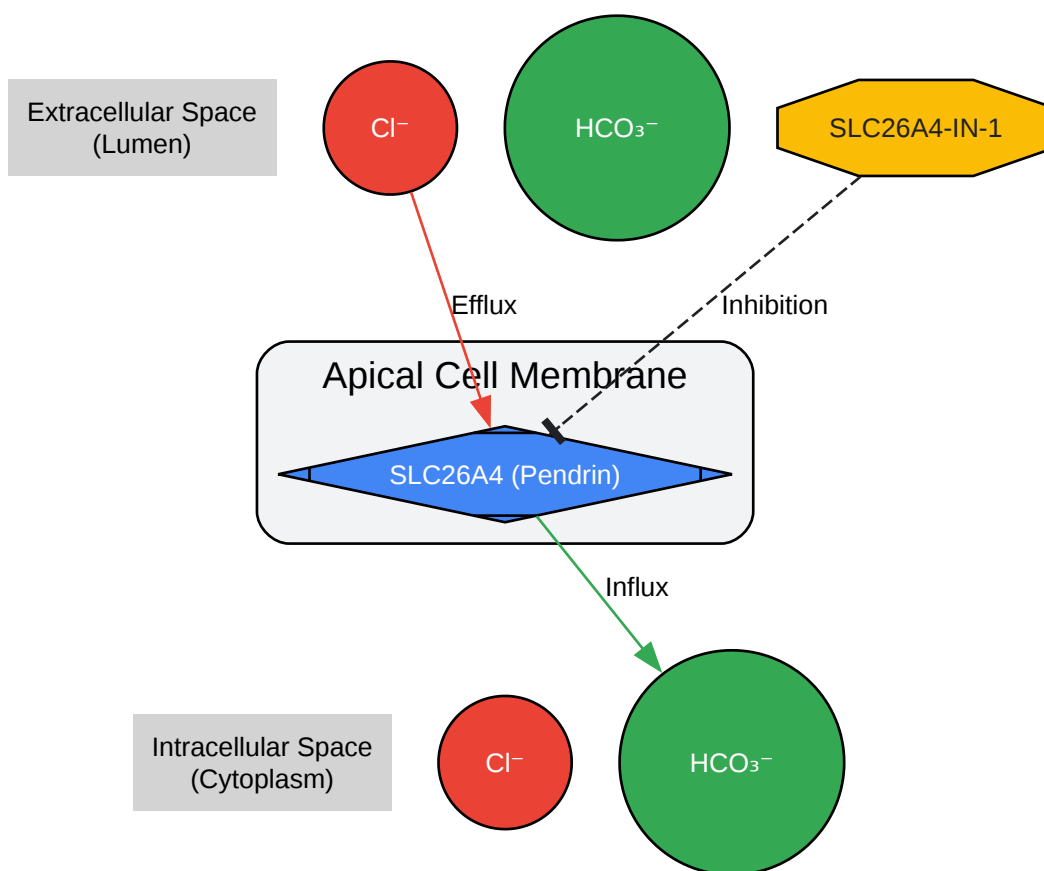 Extracellular Space
(Lumen)
Cl⁻
HCO₃⁻
SLC26A4-IN-1
Efflux
Inhibition
Apical Cell Membrane
SLC26A4 (Pendrin)
Influx
Intracellular Space
(Cytoplasm)
Cl⁻
HCO₃⁻